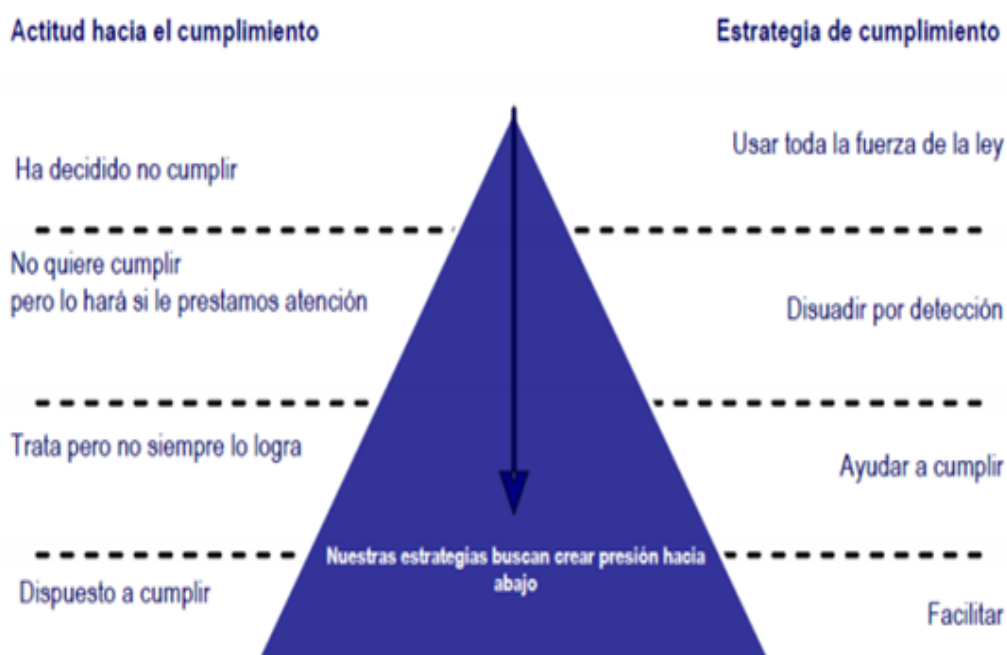 Actitud hacia el cumplimiento
Estrategia de cumplimiento
Ha decidido no cumplir
Usar toda la fuerza de la ley
No quiere cumplir
pero lo hará si le prestamos atención
Disuadir por detección
Trata pero no siempre lo logra
Ayudar a cumplir
Nuestras estrategias buscan crear presión hacia
abajo
Dispuesto a cumplir
Facilitar